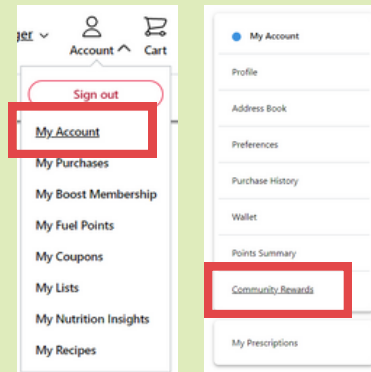 ger
Account
Cart
Sign out
My Account
My Purchases
My Boost Membership
My Fuel Points
My Coupons
My Lists
My Nutrition Insights
My Recipes
My Account
Profile
Address Book
Preferences
Purchase History
Wallet
Points Summary
Community Rewards
My Prescriptions